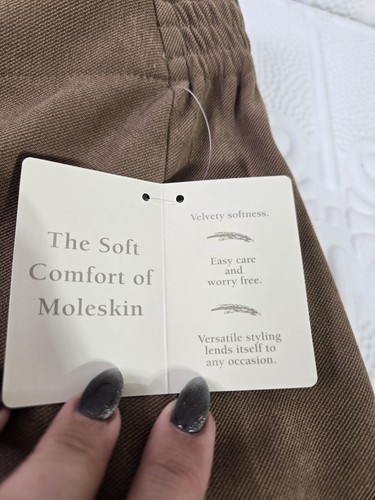 The Soft
Comfort of
Moleskin
Velvety softness.
Easy care
and
worry free.
Versatile styling
lends itself to
any occasion.